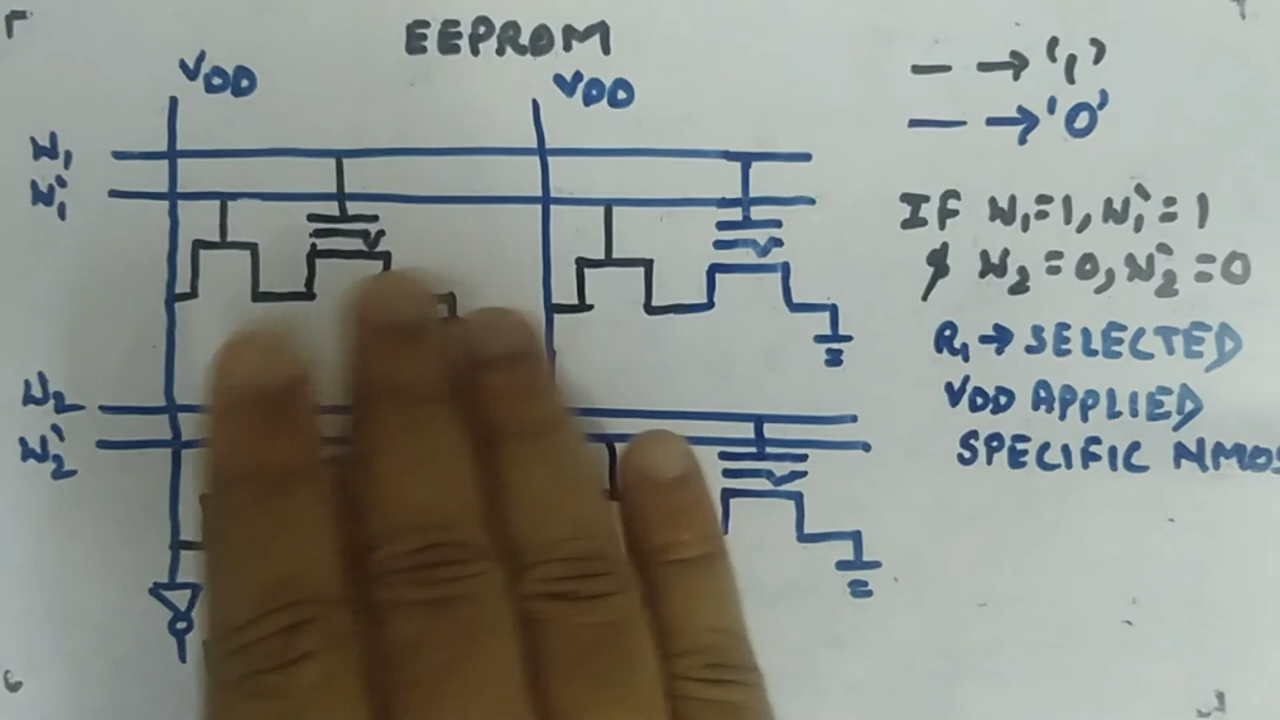 EEPROM
VDD VDD
W₁
W₁'
W₂
W₂'
— → '1'
— → '0'
IF W₁=1, W₁'=1
& W₂=0, W₂'=0
R₁ → SELECTED
VDD APPLIED
SPECIFIC NMOS